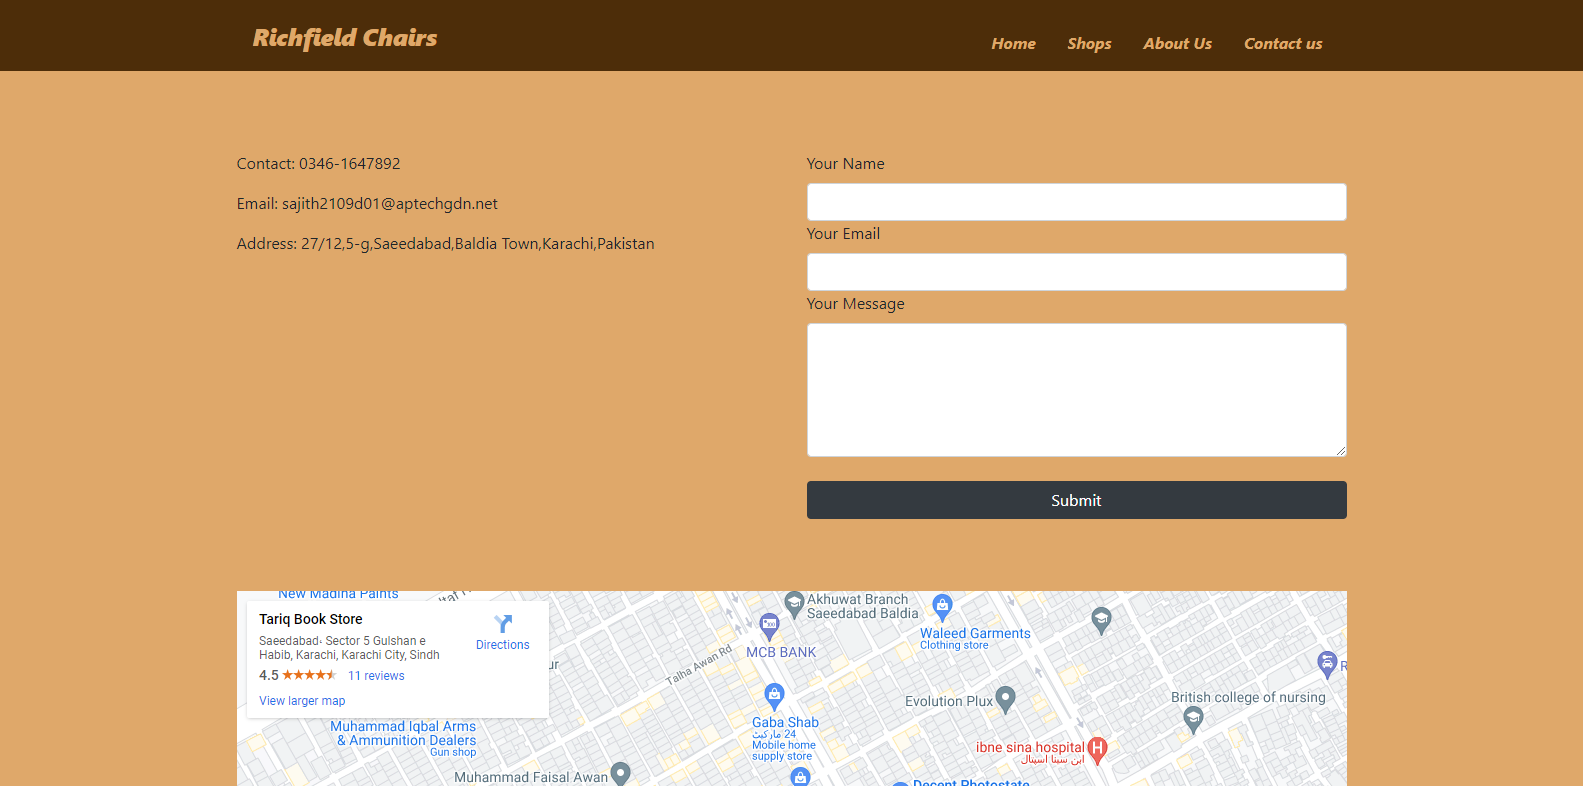 Richfield Chairs
Home Shops About Us Contact us
Contact: 0346-1647892
Email: sajith2109d01@aptechgdn.net
Address: 27/12,5-g,Saeedabad,Baldia Town,Karachi,Pakistan
Your Name
Your Email
Your Message
Submit
New Madina Paints
Tariq Book Store
Saeedabad، Sector 5 Gulshan e
Habib, Karachi, Karachi City, Sindh
4.5 11 reviews
View larger map
Directions
Talha Awan Rd
Akhuwat Branch
Saeedabad Baldia
MCB BANK
Waleed Garments
Clothing store
Evolution Plux
British college of nursing
Gaba Shab
24 مارکیٹ
Mobile home
supply store
ibne sina hospital
ابن سینا اسپتال
Muhammad Iqbal Arms
& Ammunition Dealers
Gun shop
Muhammad Faisal Awan
Decent Photostate